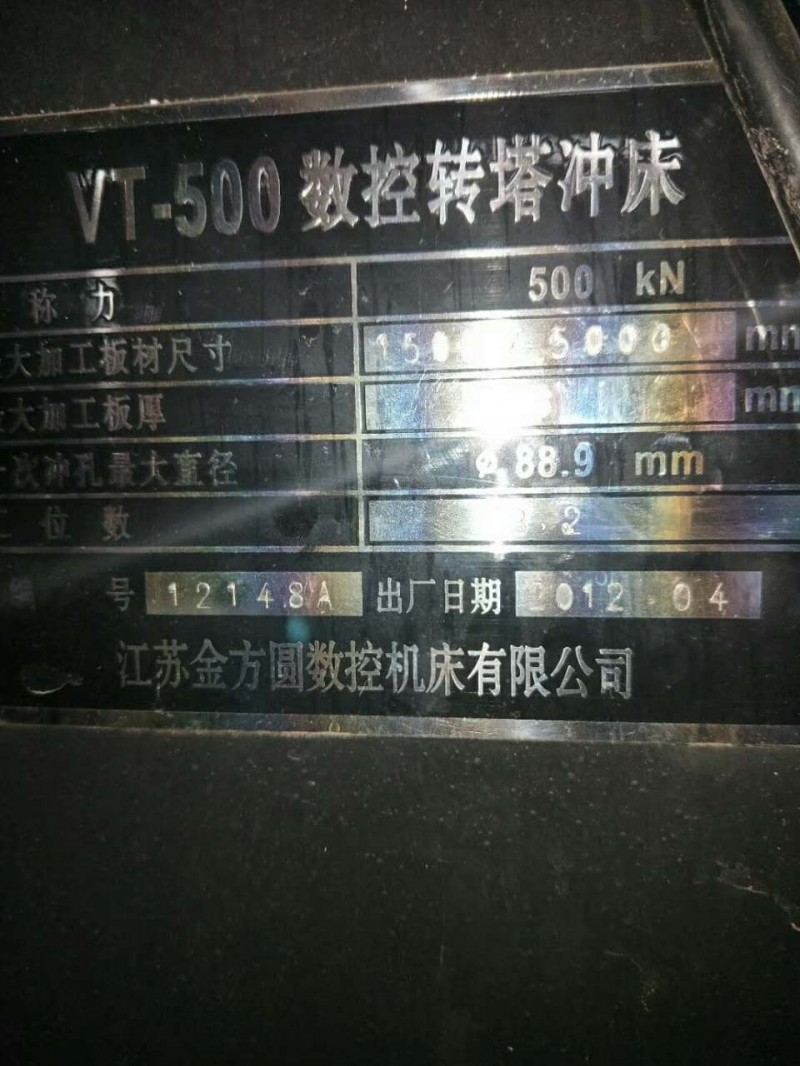 VT-500 数控转塔冲床
称 力 500 kN
大加工板材尺寸 5000 mm
大加工板厚 mm
次冲孔最大直径 φ 88.9 mm
位 数 2
号 12148A 出厂日期 2012 04
江苏金方圆数控机床有限公司